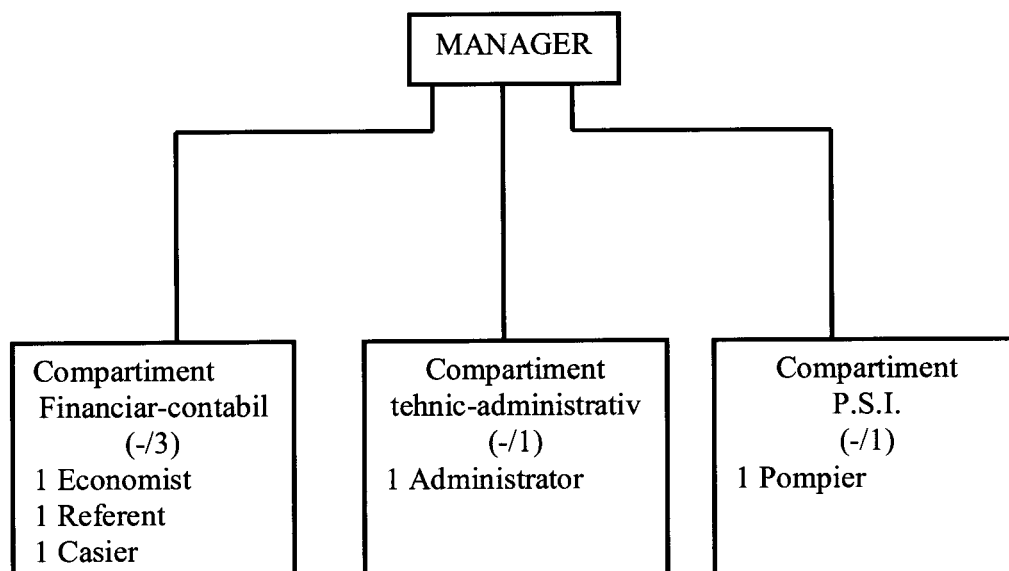 MANAGER
Compartiment
Financiar-contabil
(-/3)
1 Economist
1 Referent
1 Casier
Compartiment
tehnic-administrativ
(-/1)
1 Administrator
Compartiment
P.S.I.
(-/1)
1 Pompier